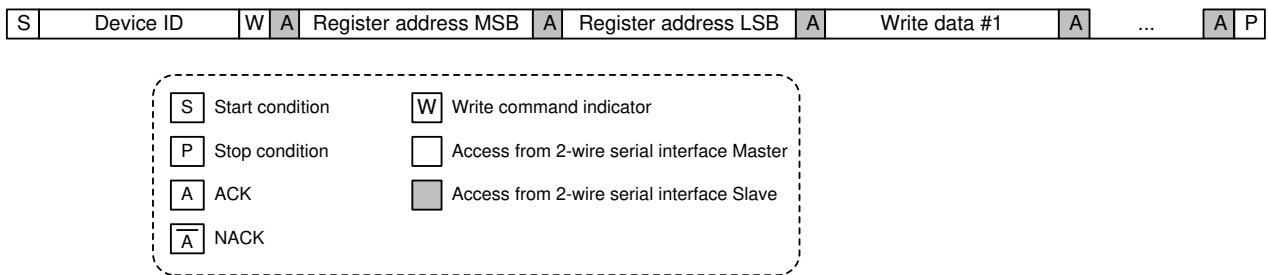 S Device ID W A Register address MSB A Register address LSB A Write data #1 A ... A P
S Start condition W Write command indicator
P Stop condition Access from 2-wire serial interface Master
A ACK Access from 2-wire serial interface Slave
A̅ NACK